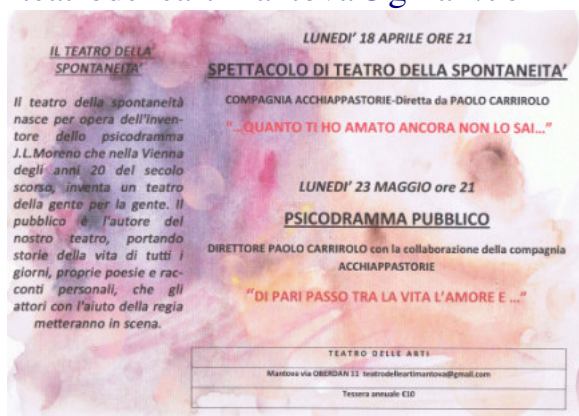 IL TEATRO DELLA
SPONTANEITA'
Il teatro della spontaneità
nasce per opera dell'inven-
tore dello psicodramma
J.L.Moreno che nella Vienna
degli anni 20 del secolo
scorso, inventa un teatro
della gente per la gente. Il
pubblico è l'autore del
nostro teatro, portando
storie della vita di tutti i
giorni, proprie poesie e rac-
conti personali, che gli
attori con l'aiuto della regia
metteranno in scena.
LUNEDI' 18 APRILE ORE 21
SPETTACOLO DI TEATRO DELLA SPONTANEITA'
COMPAGNIA ACCHIAPPASTORIE-Diretta da PAOLO CARRIROLO
"...QUANTO TI HO AMATO ANCORA NON LO SAI..."
LUNEDI' 23 MAGGIO ore 21
PSICODRAMMA PUBBLICO
DIRETTORE PAOLO CARRIROLO con la collaborazione della compagnia
ACCHIAPPASTORIE
"DI PARI PASSO TRA LA VITA L'AMORE E ..."
TEATRO DELLE ARTI
Mantova via OBERDAN 11 teatrodelleartimantova@gmail.com
Tessera annuale €10